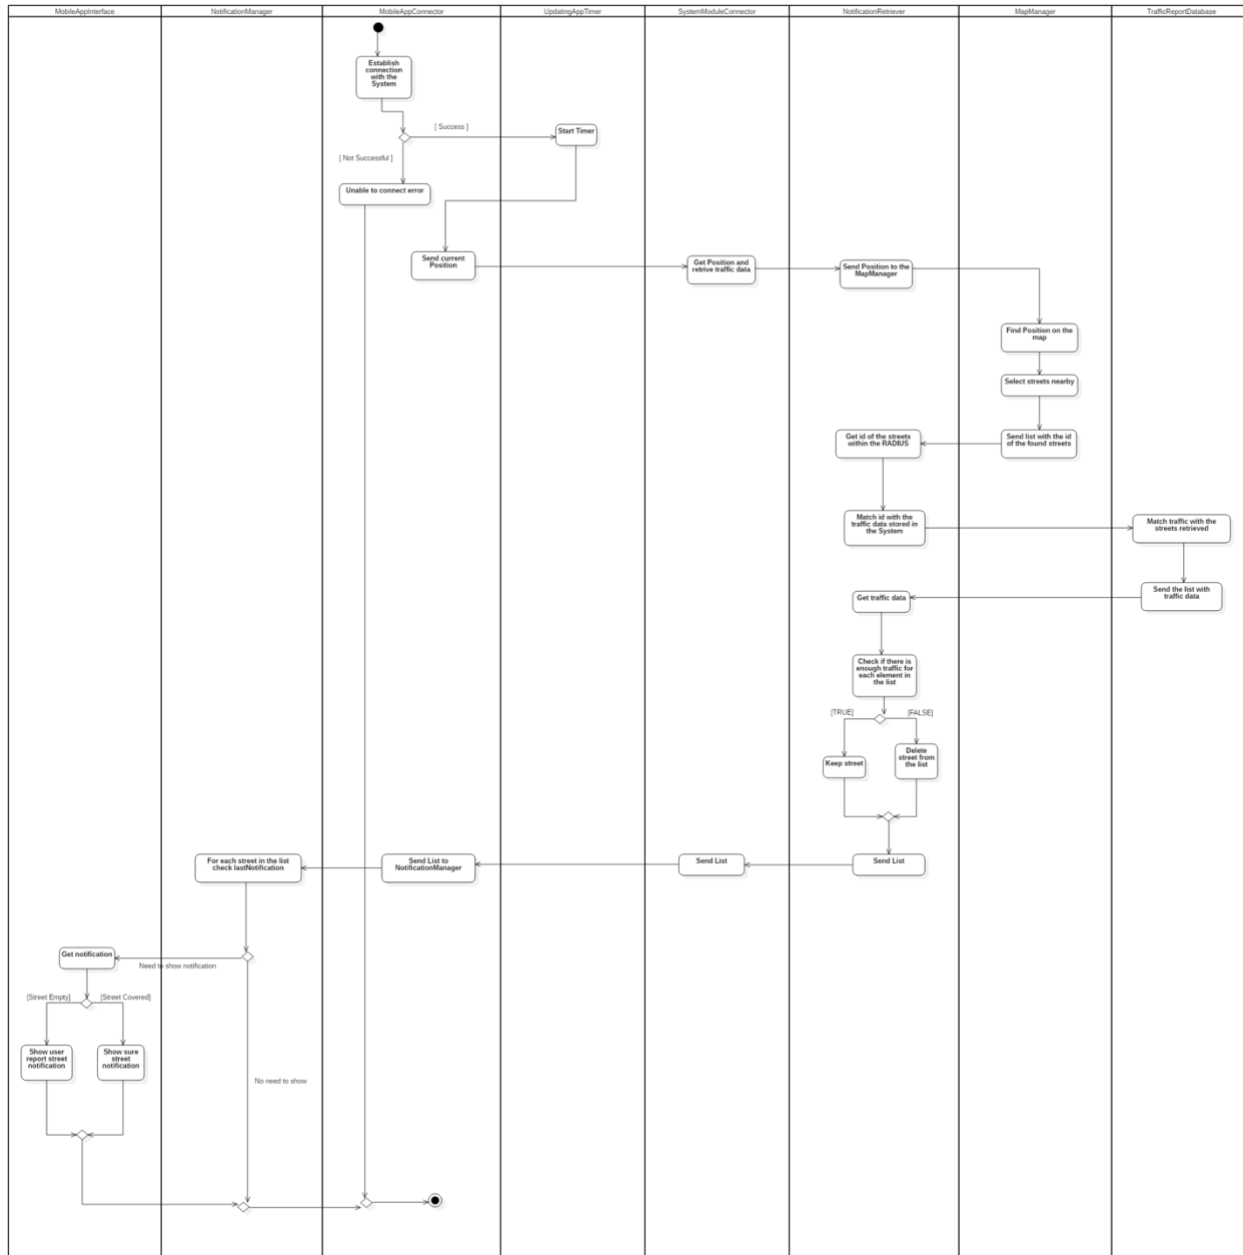 MobileAppInterface
NotificationManager
MobileAppConnector
UpdatingAppTimer
SystemModuleConnector
NotificationRetriever
MapManager
TrafficReportDatabase
Establish
connection
with the
System
[ Success ]
Start Timer
[ Not Successful ]
Unable to connect error
Send current
Position
Get Position and
retrive traffic data
Send Position to the
MapManager
Find Position on the
map
Select streets nearby
Send list with the id
of the found streets
Get id of the streets
within the RADIUS
Match id with the
traffic data stored in
the System
Match traffic with the
streets retrieved
Send the list with
traffic data
Get traffic data
Check if there is
enough traffic for
each element in
the list
[TRUE]
[FALSE]
Keep street
Delete
street from
the list
Send List
Send List
Send List to
NotificationManager
For each street in the list
check lastNotification
Need to show notification
Get notification
[Street Empty]
[Street Covered]
Show user
report street
notification
Show sure
street
notification
No need to show